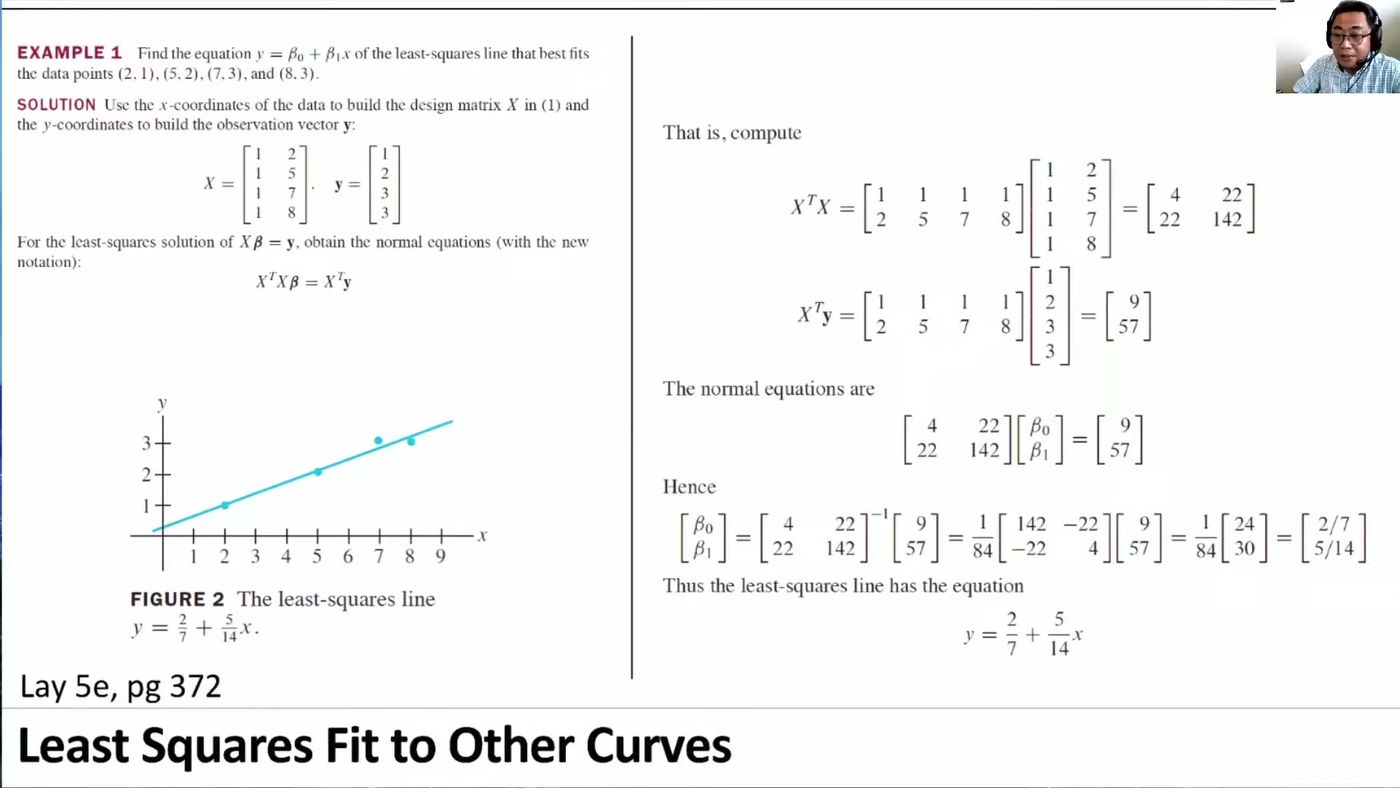 EXAMPLE 1 Find the equation y = β₀ + β₁x of the least-squares line that best fits
the data points (2, 1), (5, 2), (7, 3), and (8, 3).
SOLUTION Use the x-coordinates of the data to build the design matrix X in (1) and
the y-coordinates to build the observation vector y:
X = [1 2; 1 5; 1 7; 1 8]. y = [1; 2; 3; 3]
For the least-squares solution of Xβ = y, obtain the normal equations (with the new
notation):
XᵀXβ = Xᵀy
y
3
2
1
1 2 3 4 5 6 7 8 9 x
FIGURE 2 The least-squares line
y = 2/7 + 5/14 x.
Lay 5e, pg 372
That is, compute
XᵀX = [1 1 1 1; 2 5 7 8] [1 2; 1 5; 1 7; 1 8] = [4 22; 22 142]
Xᵀy = [1 1 1 1; 2 5 7 8] [1; 2; 3; 3] = [9; 57]
The normal equations are
[4 22; 22 142] [β₀; β₁] = [9; 57]
Hence
[β₀; β₁] = [4 22; 22 142]⁻¹ [9; 57] = 1/84 [142 −22; −22 4] [9; 57] = 1/84 [24; 30] = [2/7; 5/14]
Thus the least-squares line has the equation
y = 2/7 + 5/14 x
Least Squares Fit to Other Curves